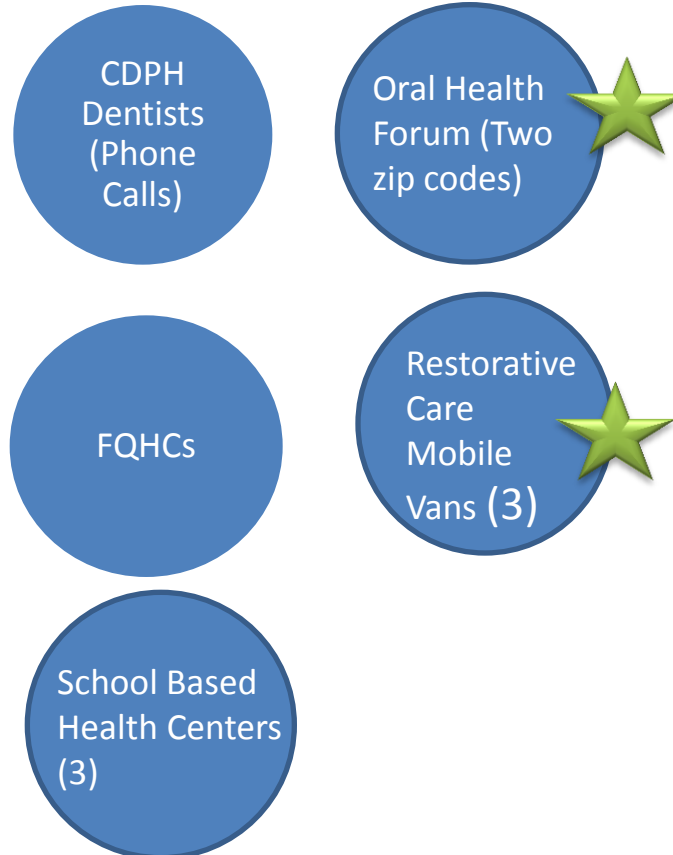 CDPH
Dentists
(Phone
Calls)
Oral Health
Forum (Two
zip codes)
FQHCs
Restorative
Care
Mobile
Vans (3)
School Based
Health Centers
(3)